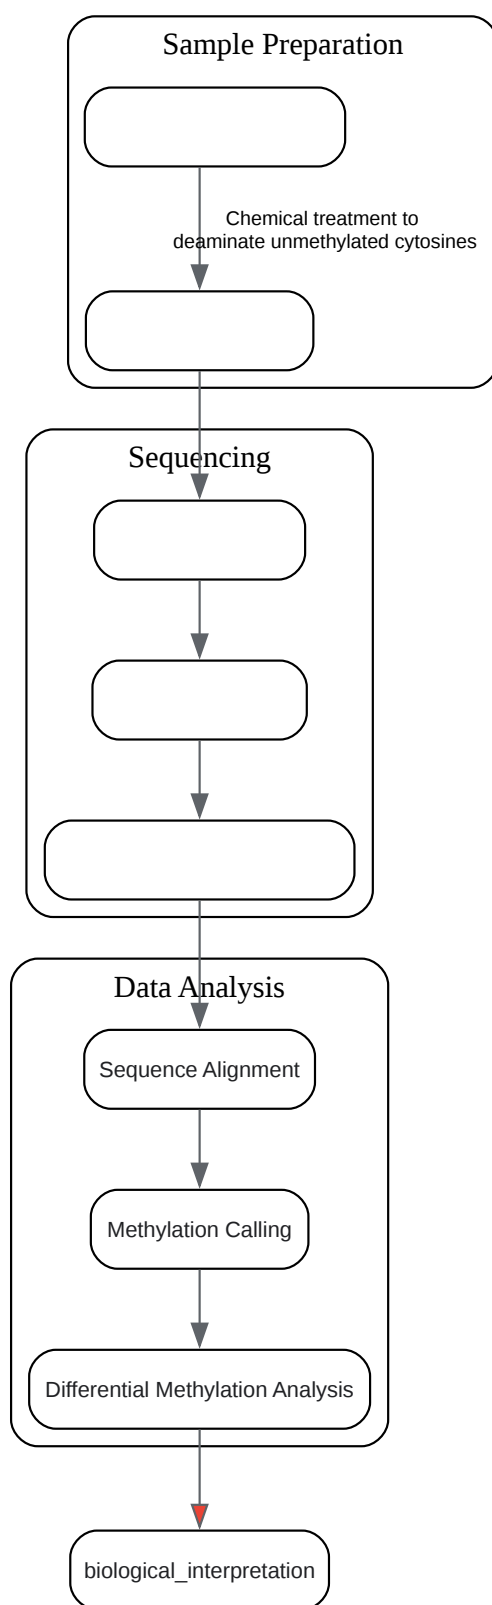 Sample Preparation
Chemical treatment to
deaminate unmethylated cytosines
Sequencing
Data Analysis
Sequence Alignment
Methylation Calling
Differential Methylation Analysis
biological_interpretation